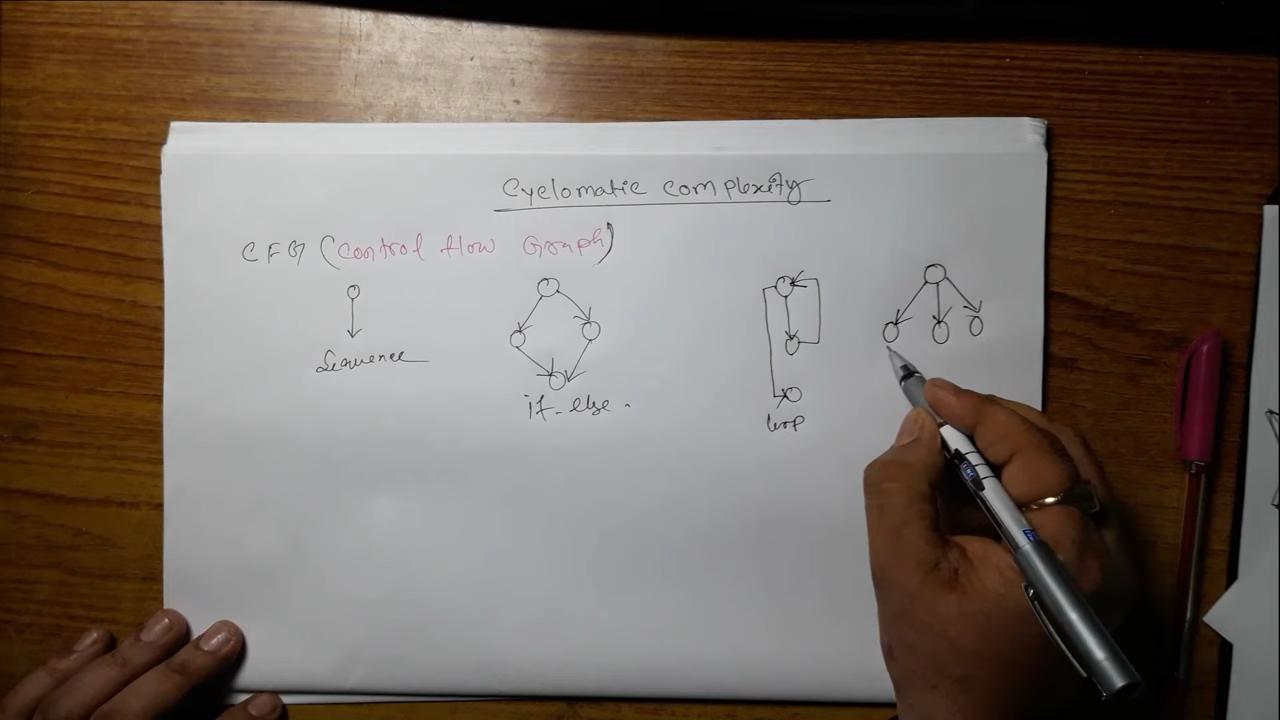 Cyclomatic complexity
CFG (Control flow Graph)
Sequence
if-else.
loop